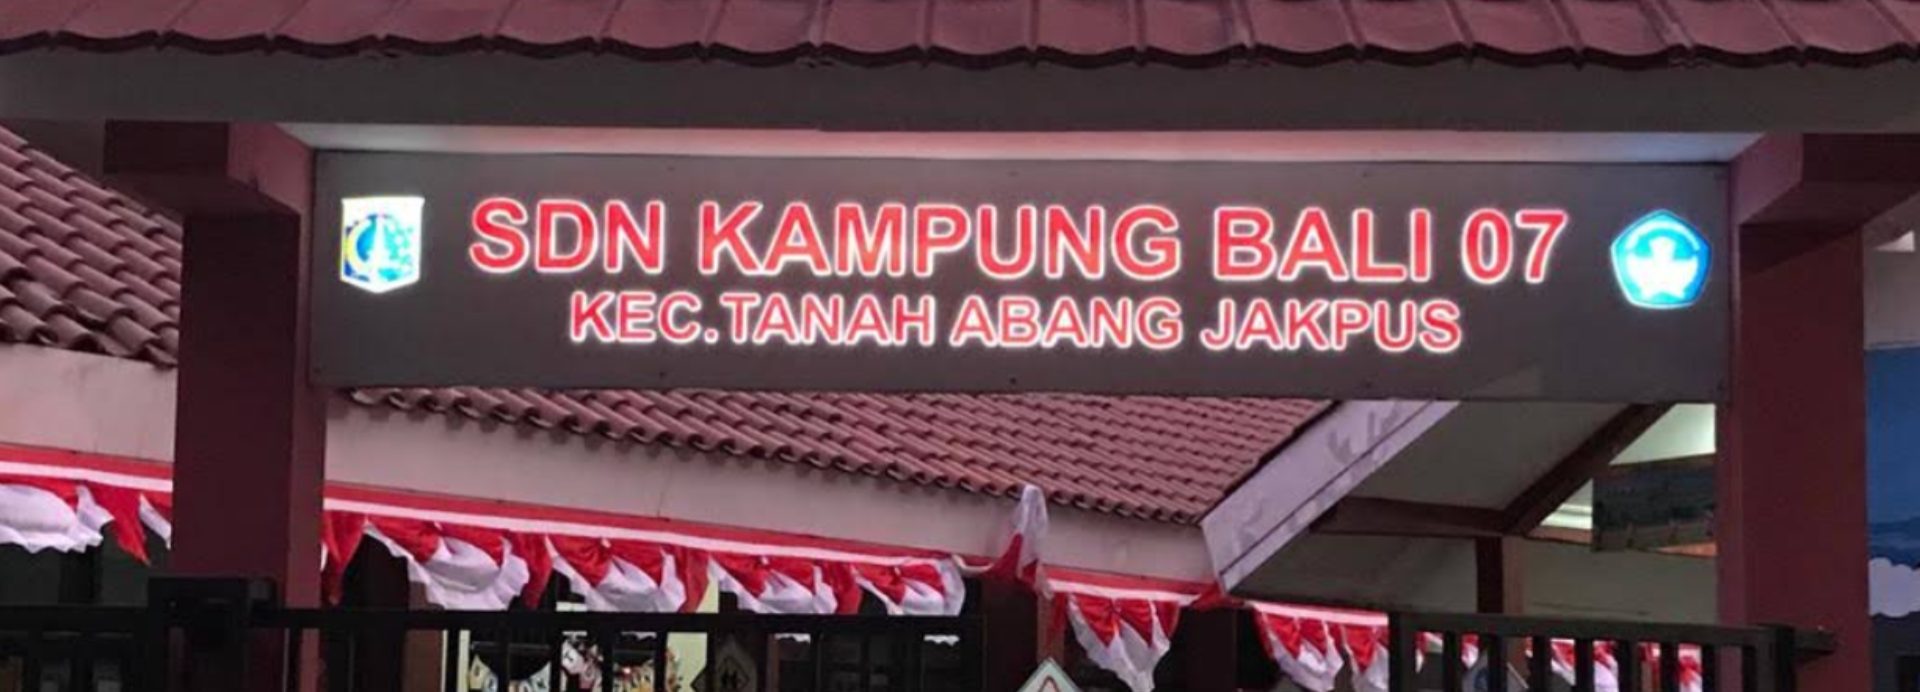 SDN KAMPUNG BALI 07
KEC.TANAH ABANG JAKPUS